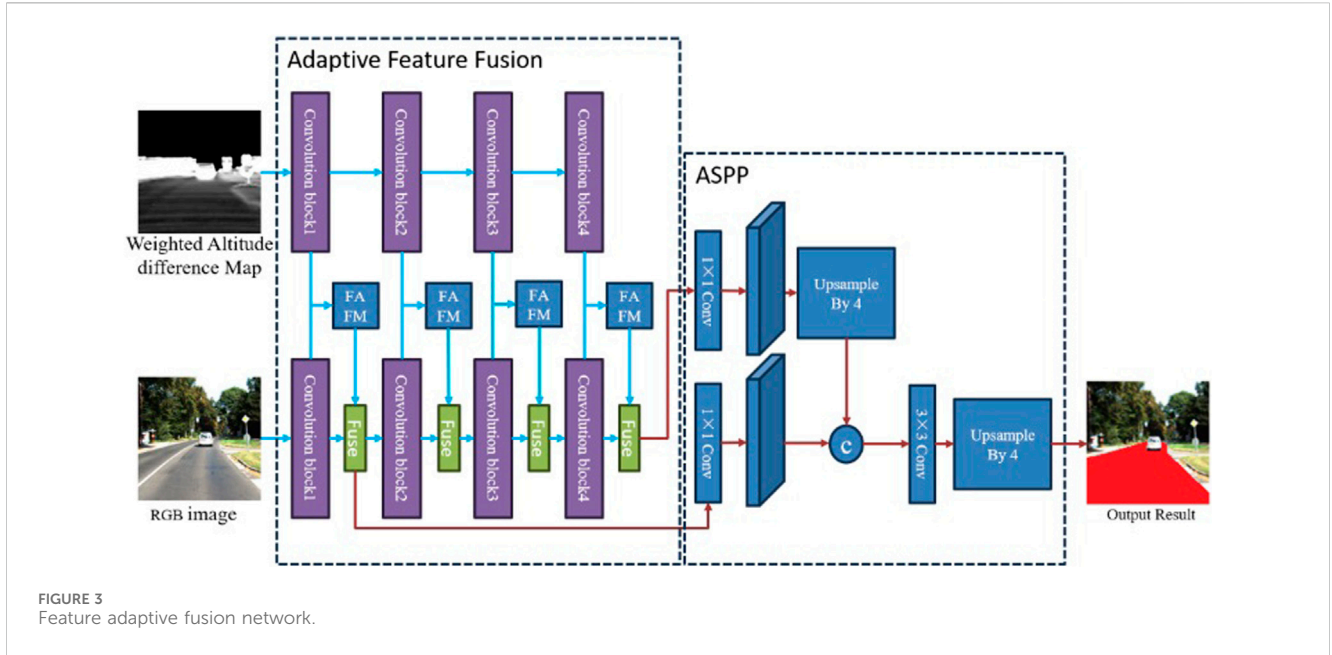 Adaptive Feature Fusion
Convolution block1
Convolution block2
Convolution block3
Convolution block4
Weighted Altitude
difference Map
FA
FM
FA
FM
FA
FM
FA
FM
Convolution block1
Fuse
Convolution block2
Fuse
Convolution block3
Fuse
Convolution block4
Fuse
RGB image
ASPP
1×1 Conv
Upsample
By 4
1×1 Conv
c
3×3 Conv
Upsample
By 4
Output Result
FIGURE 3
Feature adaptive fusion network.